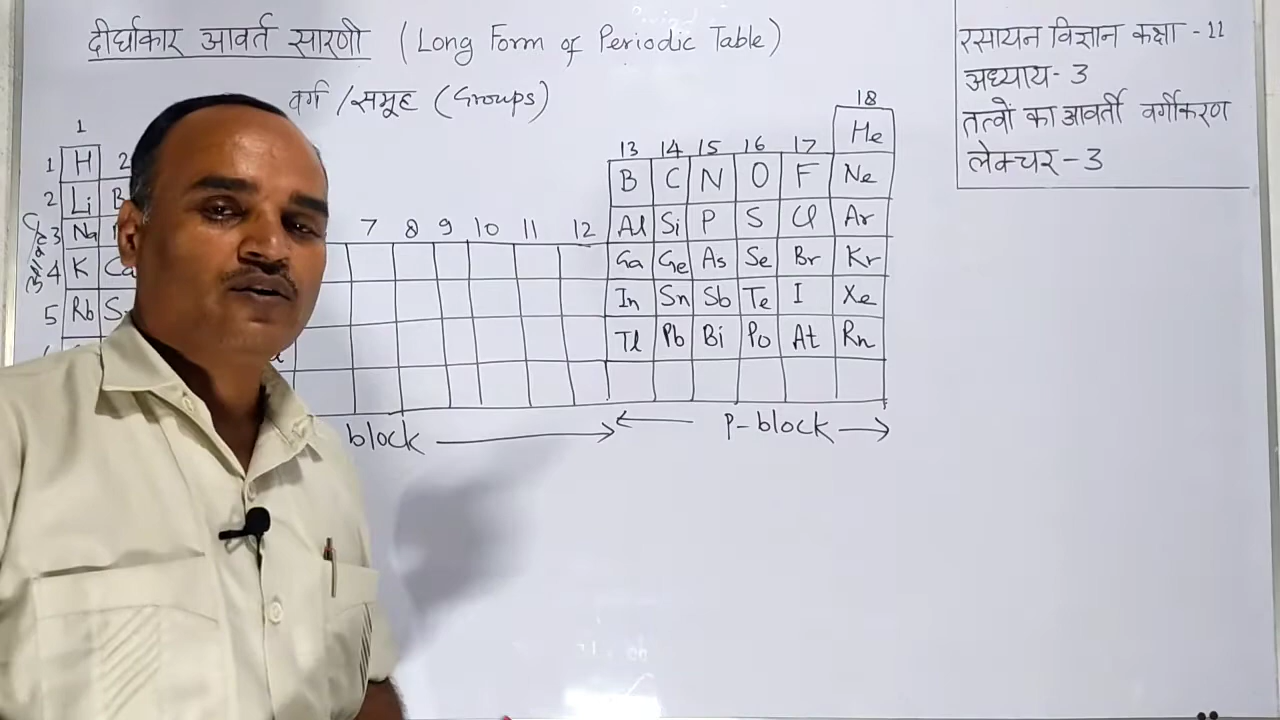 दीर्घाकार आवर्त सारणी (Long Form of Periodic Table)
वर्ग /समूह (Groups)
रसायन विज्ञान कक्षा - 11
अध्याय- 3
तत्वों का आवर्ती वर्गीकरण
लेक्चर - 3
18
1 He
1 H 2 13 14 15 16 17
2 Li B C N O F Ne
3 Na 7 8 9 10 11 12 Al Si P S Cl Ar
4 K Ca Ga Ge As Se Br Kr
5 Rb In Sn Sb Te I Xe
Tl Pb Bi Po At Rn
block p-block